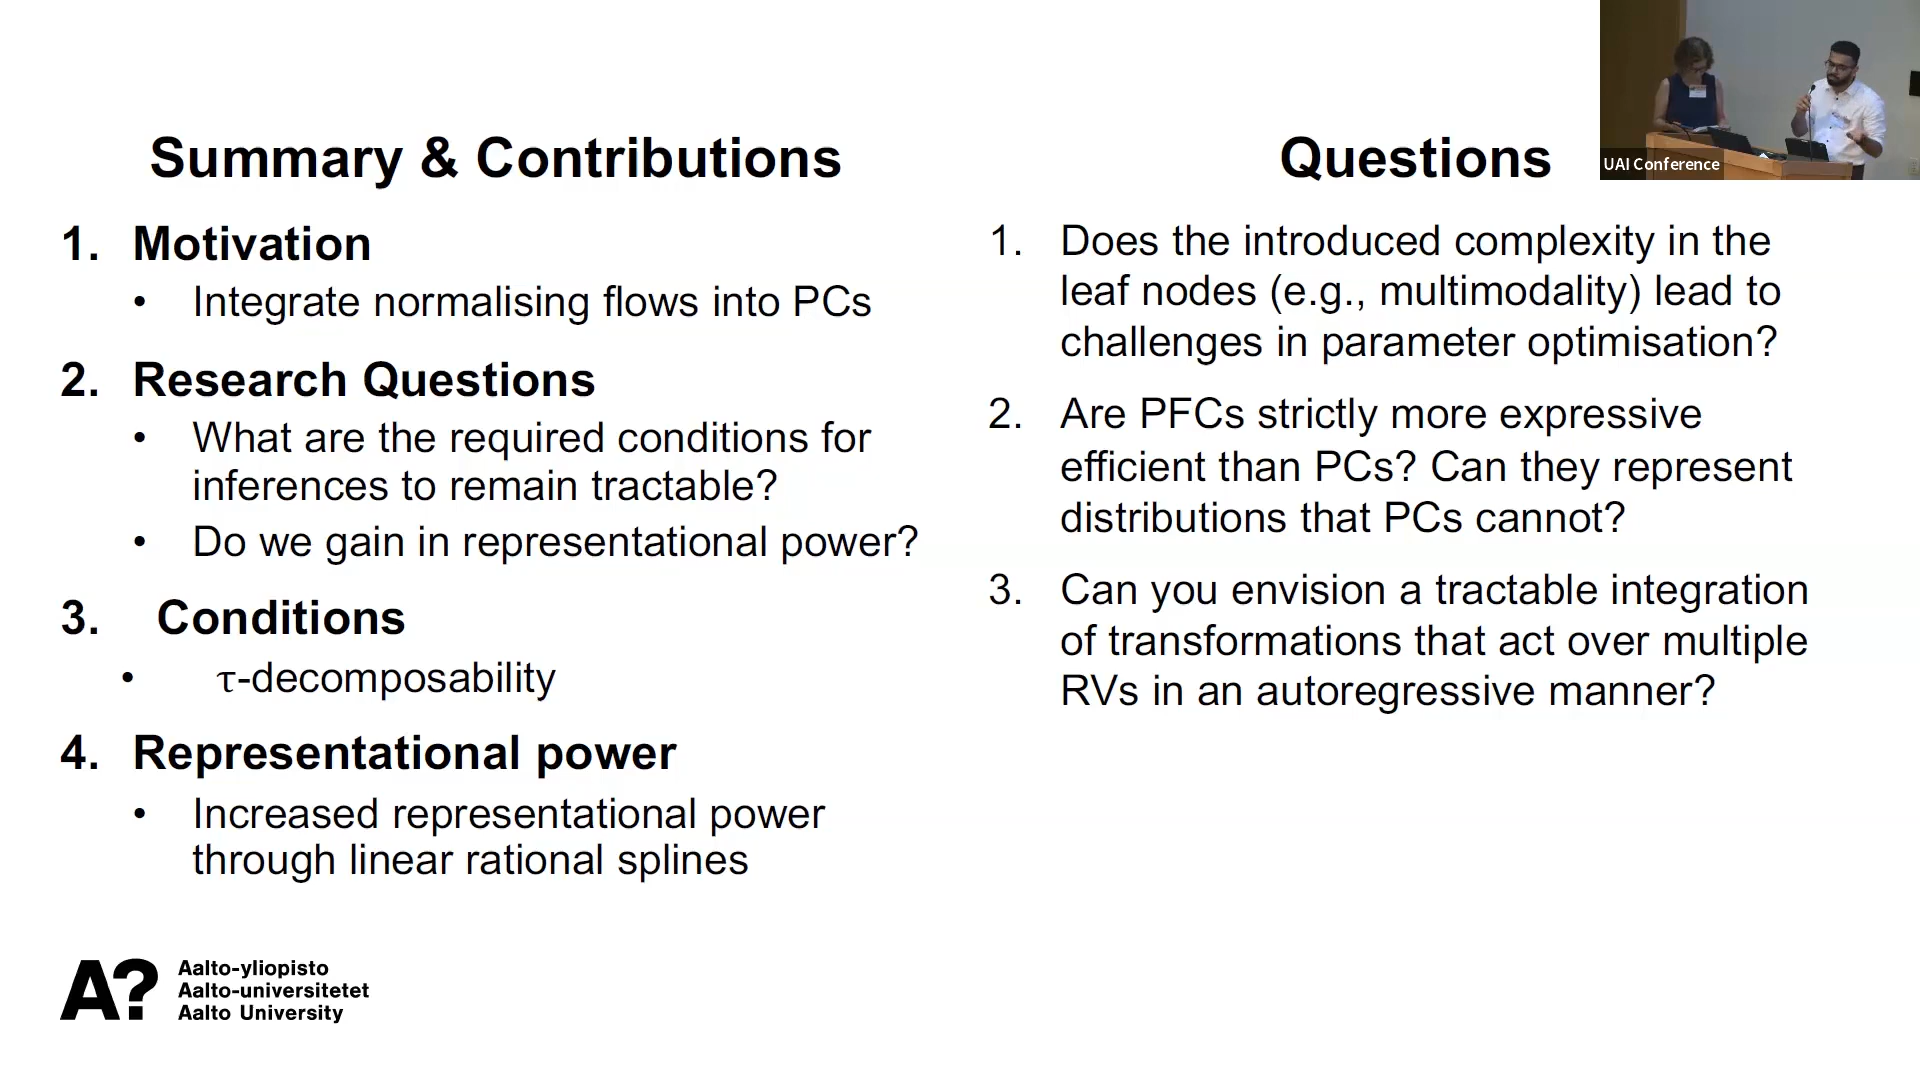 Summary & Contributions
1. Motivation
• Integrate normalising flows into PCs
2. Research Questions
• What are the required conditions for
inferences to remain tractable?
• Do we gain in representational power?
3. Conditions
• τ-decomposability
4. Representational power
• Increased representational power
through linear rational splines
Questions
1. Does the introduced complexity in the
leaf nodes (e.g., multimodality) lead to
challenges in parameter optimisation?
2. Are PFCs strictly more expressive
efficient than PCs? Can they represent
distributions that PCs cannot?
3. Can you envision a tractable integration
of transformations that act over multiple
RVs in an autoregressive manner?
UAI Conference
A?
Aalto-yliopisto
Aalto-universitetet
Aalto University